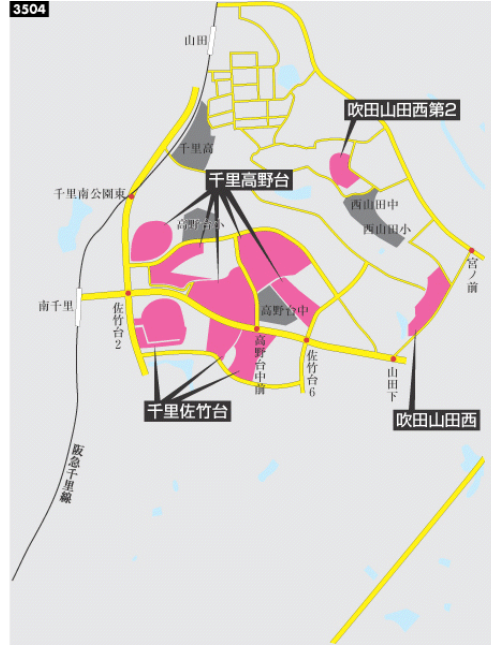 3504
山田
吹田山田西第2
千里高
千里高野台
千里南公園東
西山田中
高野台小
西山田小
宮ノ前
南千里
高野台中
佐竹台2
高野台中前
佐竹台6
山田下
千里佐竹台
吹田山田西
阪急千里線